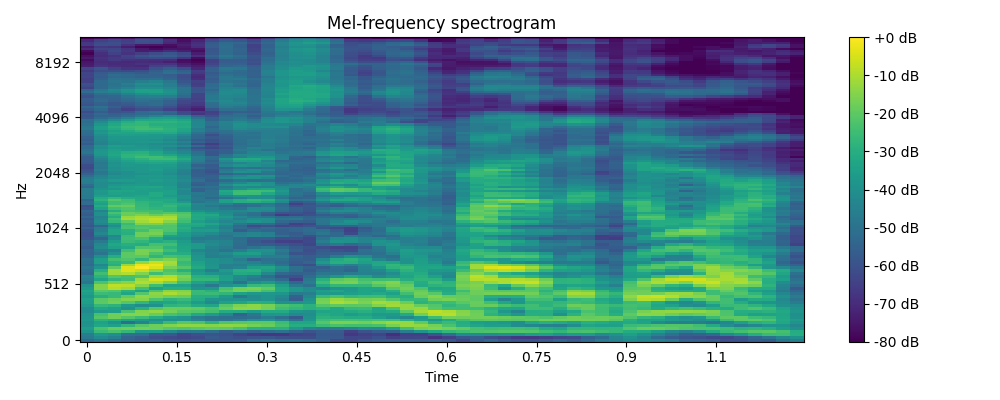 Mel-frequency spectrogram
Hz
8192
4096
2048
1024
512
0
0 0.15 0.3 0.45 0.6 0.75 0.9 1.1
Time
+0 dB
-10 dB
-20 dB
-30 dB
-40 dB
-50 dB
-60 dB
-70 dB
-80 dB